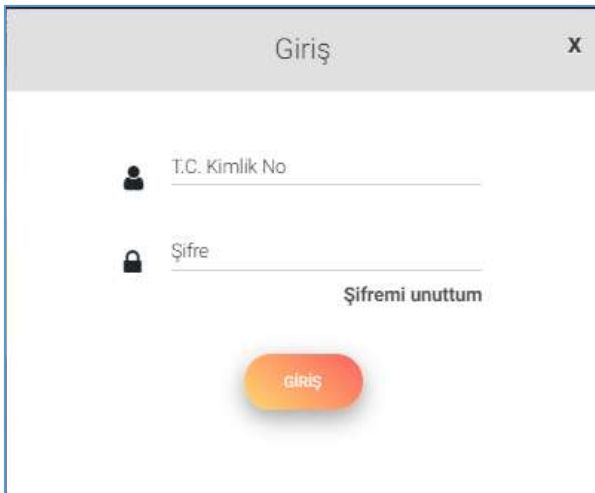 Giriş
X
T.C. Kimlik No
Şifre
Şifremi unuttum
GİRİŞ